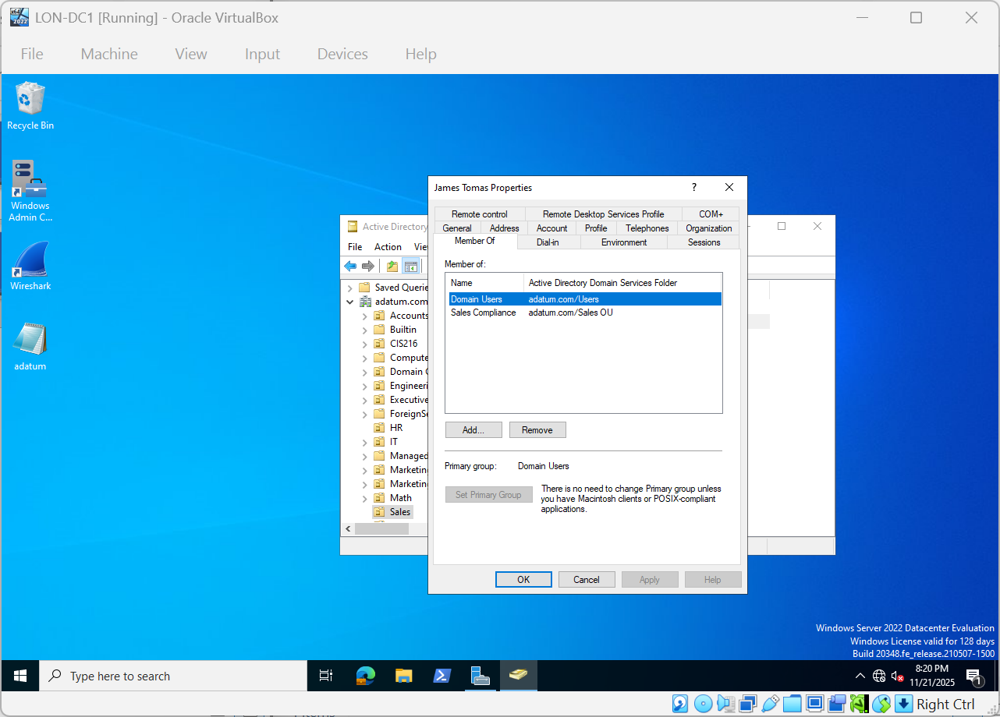 LON-DC1 [Running] - Oracle VirtualBox
File Machine View Input Devices Help
Recycle Bin
Windows
Admin C...
Wireshark
adatum
Active Directory
File Action
Saved Querie
adatum.com
Accounts
Builtin
CIS216
Compute
Domain
Engineeri
Executive
ForeignSe
HR
IT
Managed
Marketin
Marketin
Math
Sales
James Tomas Properties
Remote control Remote Desktop Services Profile COM+
General Address Account Profile Telephones Organization
Member Of Dial-in Environment Sessions
Member of:
Name Active Directory Domain Services Folder
Domain Users adatum.com/Users
Sales Compliance adatum.com/Sales OU
Add... Remove
Primary group: Domain Users
Set Primary Group
There is no need to change Primary group unless
you have Macintosh clients or POSIX-compliant
applications.
OK Cancel Apply Help
Windows Server 2022 Datacenter Evaluation
Windows License valid for 128 days
Build 20348.fe_release.210507-1500
Type here to search
8:20 PM
11/21/2025
1
Right Ctrl